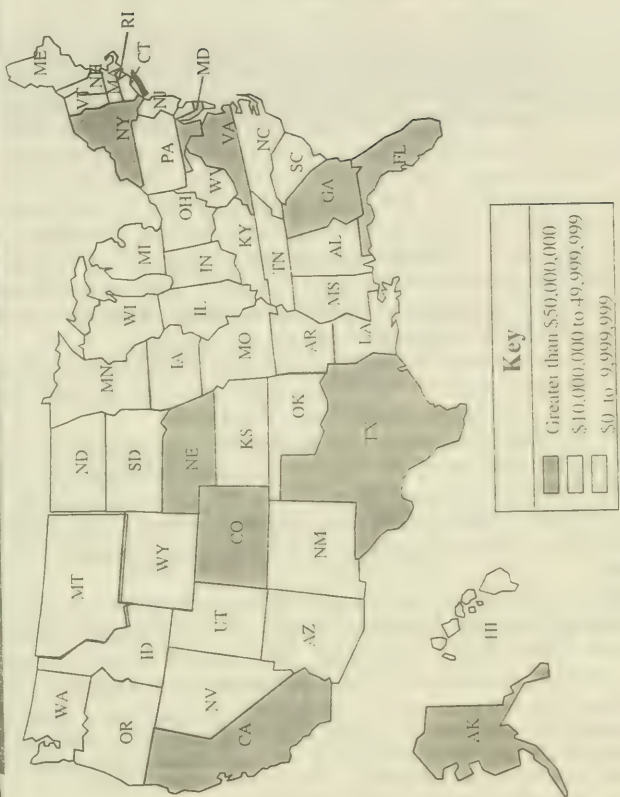 ME
RI
CT
VT
NH
MA
NY
NJ
MD
PA
VA
WV
OH
NC
SC
GA
FL
MI
IN
KY
TN
AL
MS
WI
IL
MN
IA
MO
AR
LA
ND
SD
NE
KS
OK
TX
MT
WY
CO
NM
ID
UT
AZ
WA
OR
NV
CA
AK
HI
Key
Greater than $50,000,000
$10,000,000 to 49,999,999
$0 to 9,999,999